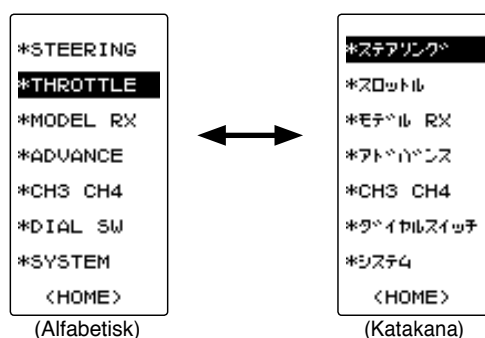 *STEERING
*THROTTLE
*MODEL RX
*ADVANCE
*CH3 CH4
*DIAL SW
*SYSTEM
<HOME>
(Alfabetisk)
*ステアリング
*スロットル
*モデル RX
*アドバンス
*CH3 CH4
*ダイヤルスイッチ
*システム
<HOME>
(Katakana)